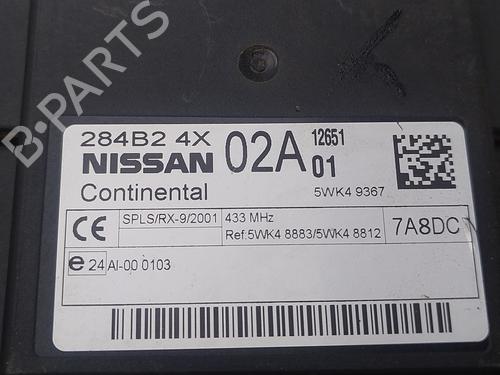 B-PARTS
284B2 4X 02A 12651
NISSAN 01
Continental 5WK4 9367
CE SPLS/RX-9/2001 433 MHz 7A8DC
Ref:5WK4 8883/5WK4 8812
e 24 AI-00 0103
K